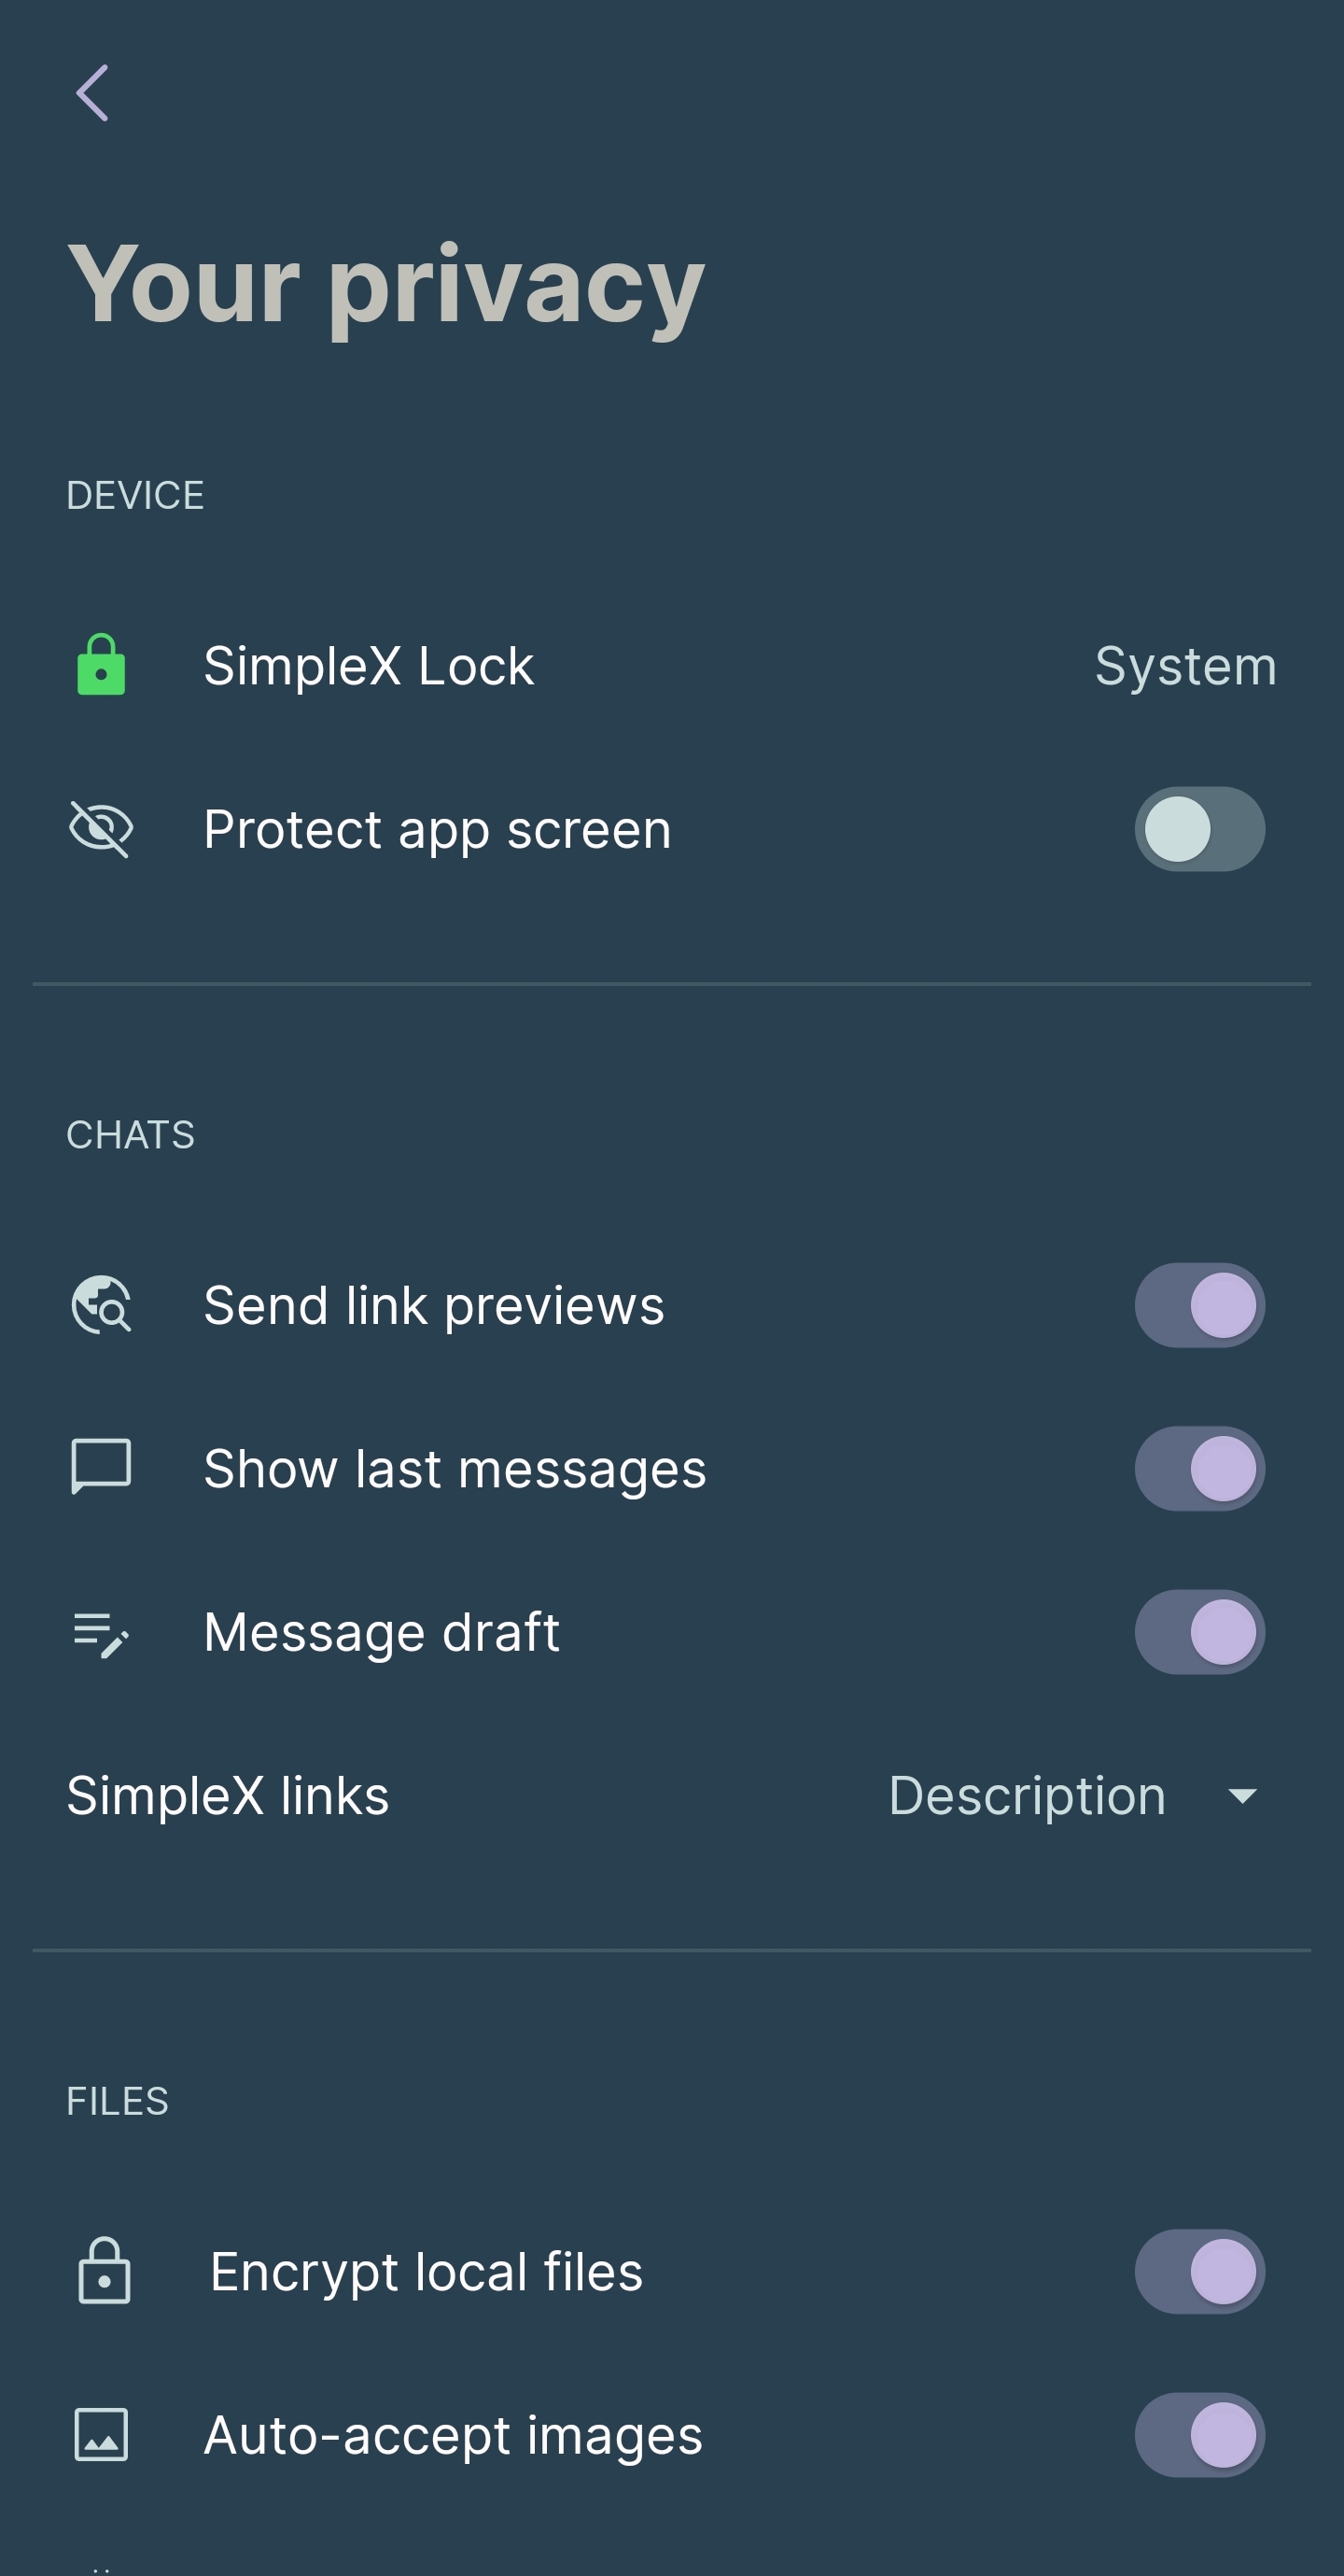 Your privacy
DEVICE
SimpleX Lock System
Protect app screen
CHATS
Send link previews
Show last messages
Message draft
SimpleX links Description
FILES
Encrypt local files
Auto-accept images